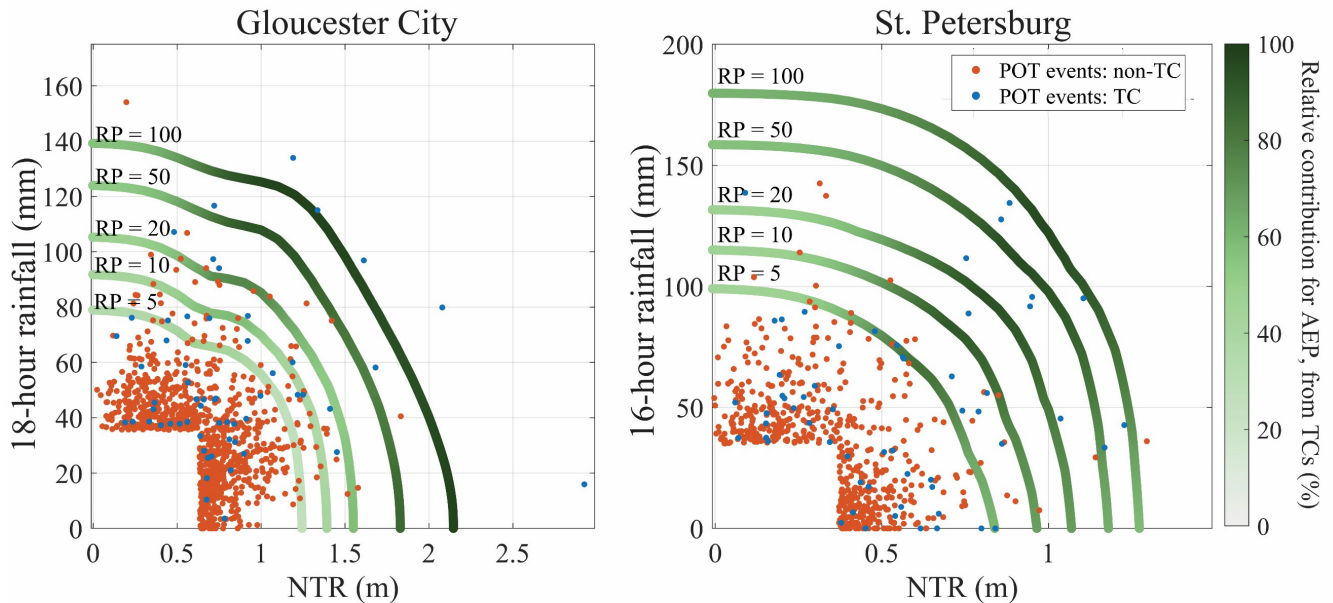 Gloucester City
18-hour rainfall (mm)
160
140
120
100
80
60
40
20
0
RP = 100
RP = 50
RP = 20
RP = 10
RP = 5
0
0.5
1
1.5
2
2.5
NTR (m)
St. Petersburg
16-hour rainfall (mm)
200
150
100
50
0
RP = 100
RP = 50
RP = 20
RP = 10
RP = 5
POT events: non-TC
POT events: TC
0
0.5
1
NTR (m)
100
80
60
40
20
0
Relative contribution for AEP, from TCs (%)